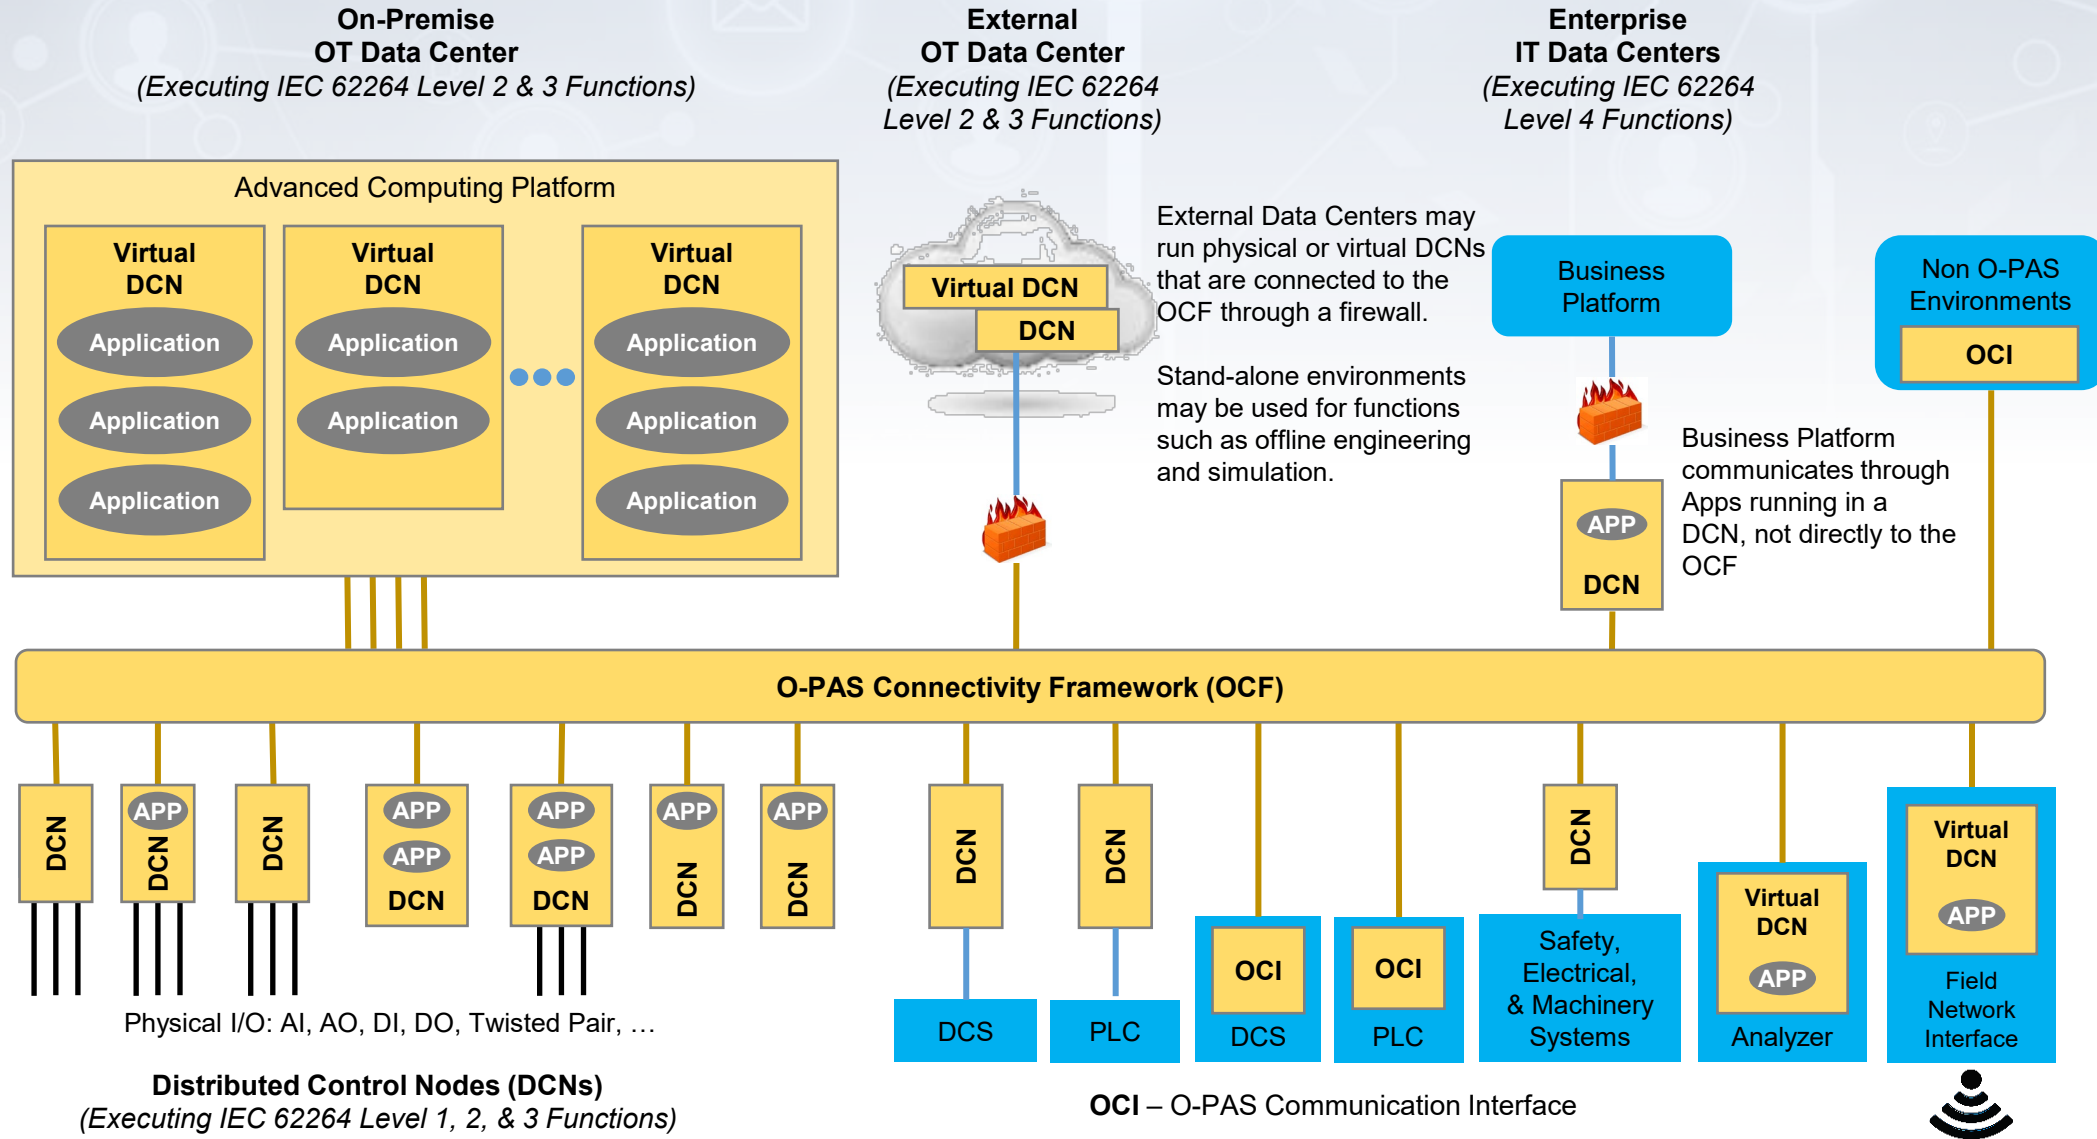 On-Premise
OT Data Center
(Executing IEC 62264 Level 2 & 3 Functions)
External
OT Data Center
(Executing IEC 62264
Level 2 & 3 Functions)
Enterprise
IT Data Centers
(Executing IEC 62264
Level 4 Functions)
Advanced Computing Platform
Virtual
DCN
Application
Application
Application
Virtual
DCN
Application
Application
Virtual
DCN
Application
Application
Application
Virtual DCN
DCN
External Data Centers may
run physical or virtual DCNs
that are connected to the
OCF through a firewall.
Stand-alone environments
may be used for functions
such as offline engineering
and simulation.
Business
Platform
APP
DCN
Business Platform
communicates through
Apps running in a
DCN, not directly to the
OCF
Non O-PAS
Environments
OCI
O-PAS Connectivity Framework (OCF)
DCN
APP
DCN
DCN
APP
APP
DCN
APP
APP
DCN
APP
DCN
APP
DCN
Physical I/O: AI, AO, DI, DO, Twisted Pair, …
Distributed Control Nodes (DCNs)
(Executing IEC 62264 Level 1, 2, & 3 Functions)
DCN
DCS
DCN
PLC
OCI
DCS
OCI
PLC
DCN
Safety,
Electrical,
& Machinery
Systems
Virtual
DCN
APP
Analyzer
Virtual
DCN
APP
Field
Network
Interface
OCI – O-PAS Communication Interface